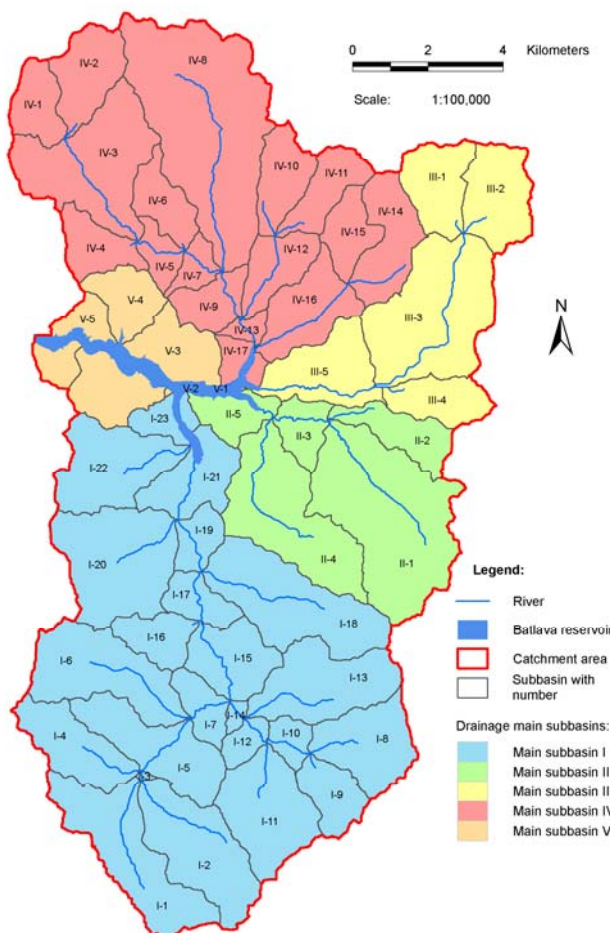 0 2 4 Kilometers
Scale: 1:100,000
IV-2
IV-8
IV-1
IV-3
IV-10
IV-11
III-1
III-2
IV-6
IV-14
IV-15
IV-4
IV-12
IV-5
IV-7
IV-16
IV-9
V-4
V-5
IV-13
III-3
N
V-3
IV-17
III-5
V-2
V-1
III-4
I-23
II-5
II-3
II-2
I-22
I-21
I-19
II-4
II-1
I-20
I-17
I-18
I-16
I-15
I-6
I-13
I-14
I-7
I-4
I-12
I-10
I-8
I-5
I-9
I-11
I-2
I-1
Legend:
River
Batlava reservoir
Catchment area
Subbasin with
number
Drainage main subbasins:
Main subbasin I
Main subbasin II
Main subbasin II
Main subbasin IV
Main subbasin V